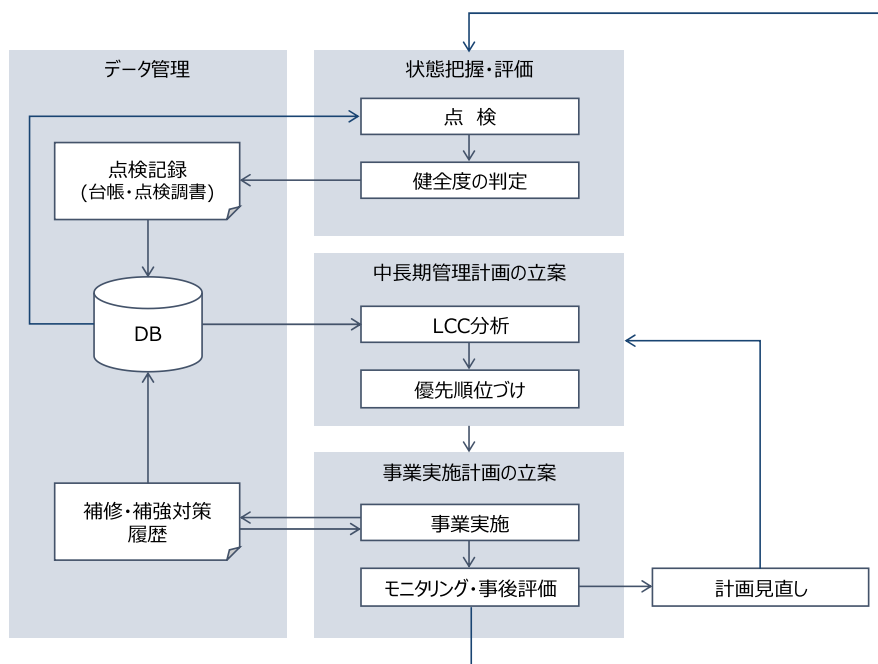 データ管理
点検記録
(台帳・点検調書)
DB
補修・補強対策
履歴
状態把握・評価
点 検
健全度の判定
中長期管理計画の立案
LCC分析
優先順位づけ
事業実施計画の立案
事業実施
モニタリング・事後評価
計画見直し